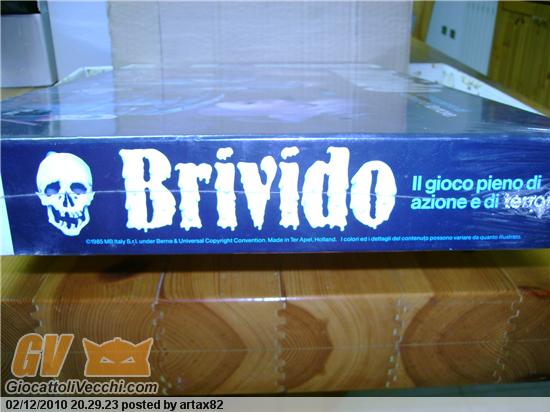 Brivido
Il gioco pieno di
azione e di terro
©1985 MB Italy S.r.l. under Berne & Universal Copyright Convention. Made in Ter Apel, Holland. I colori ed i dettagli del contenuto possono variare da quanto illustrato.
GV
GiocattoliVecchi.com
02/12/2010 20.29.23 posted by artax82